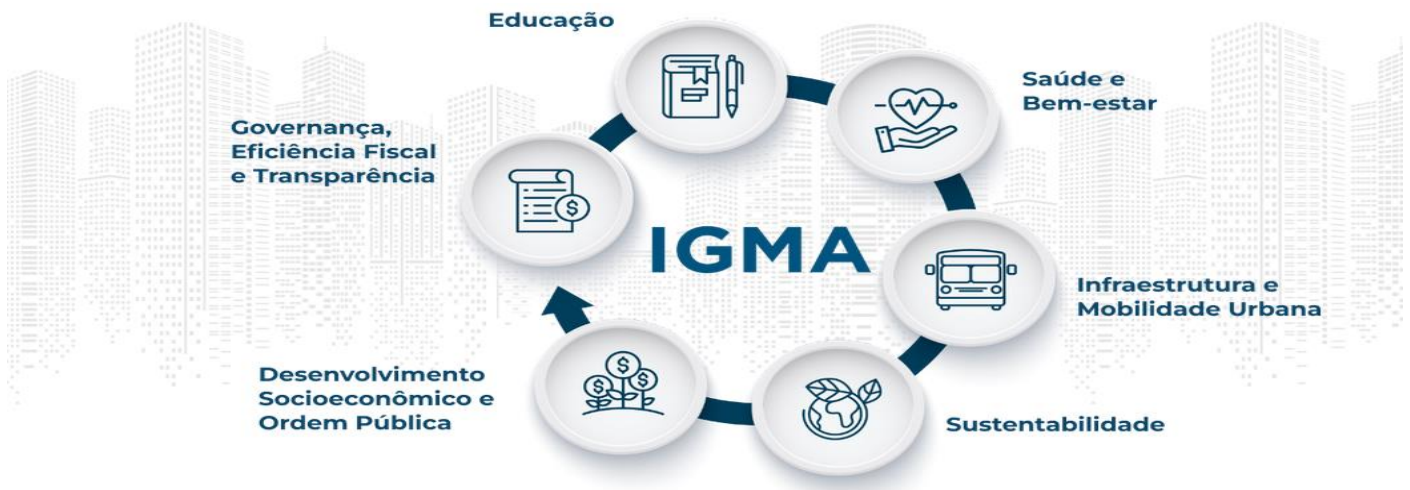 Educação
Saúde e
Bem-estar
Governança,
Eficiência Fiscal
e Transparência
IGMA
Infraestrutura e
Mobilidade Urbana
Desenvolvimento
Socioeconômico e
Ordem Pública
Sustentabilidade